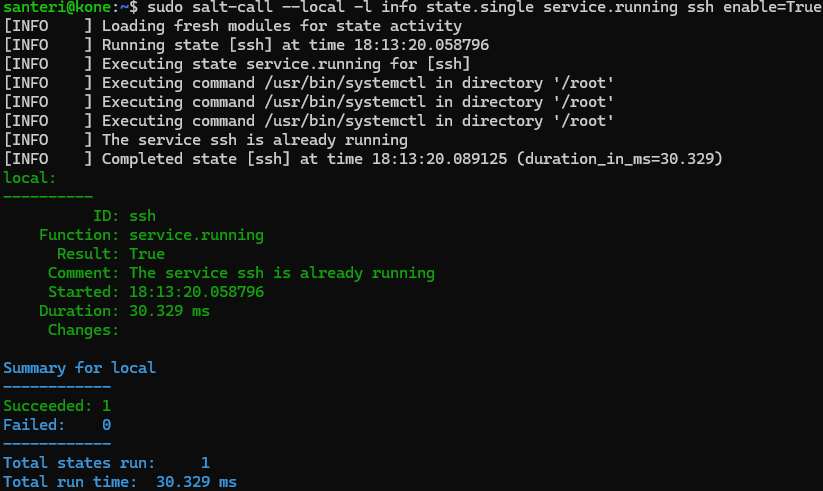 santeri@kone:~$ sudo salt-call --local -l info state.single service.running ssh enable=True
[INFO    ] Loading fresh modules for state activity
[INFO    ] Running state [ssh] at time 18:13:20.058796
[INFO    ] Executing state service.running for [ssh]
[INFO    ] Executing command /usr/bin/systemctl in directory '/root'
[INFO    ] Executing command /usr/bin/systemctl in directory '/root'
[INFO    ] Executing command /usr/bin/systemctl in directory '/root'
[INFO    ] The service ssh is already running
[INFO    ] Completed state [ssh] at time 18:13:20.089125 (duration_in_ms=30.329)
local:
----------
          ID: ssh
    Function: service.running
      Result: True
     Comment: The service ssh is already running
     Started: 18:13:20.058796
    Duration: 30.329 ms
     Changes:

Summary for local
------------
Succeeded: 1
Failed:    0
------------
Total states run:     1
Total run time:  30.329 ms